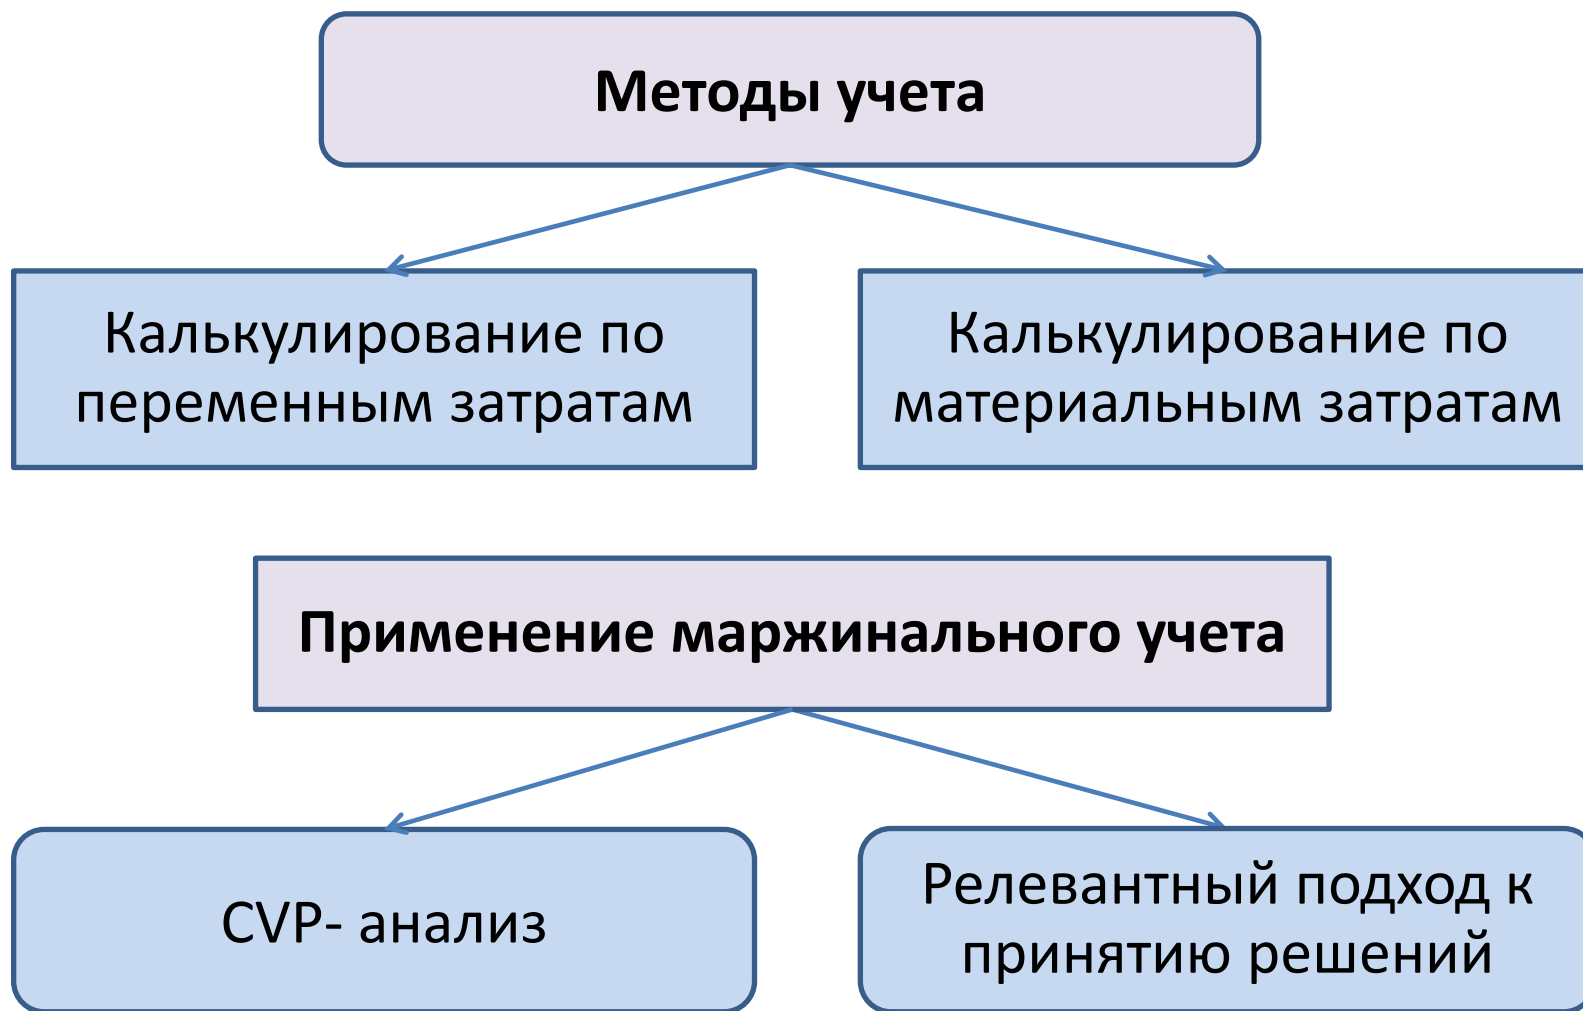 Методы учета
Калькулирование по
переменным затратам
Калькулирование по
материальным затратам
Применение маржинального учета
CVP- анализ
Релевантный подход к
принятию решений